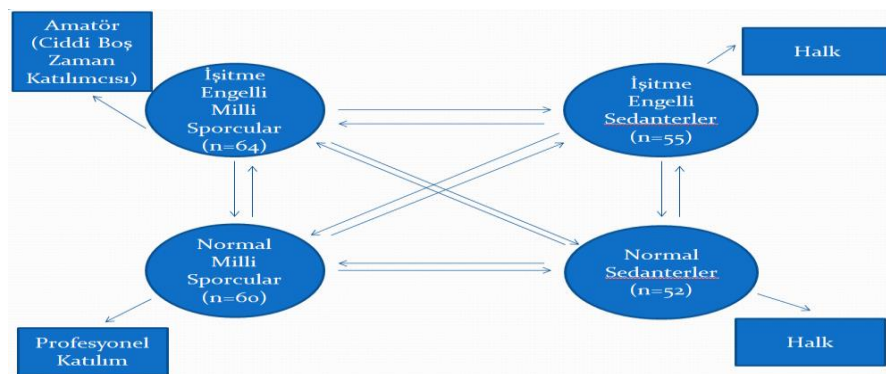 Amatör
(Ciddi Boş
Zaman
Katılımcısı)
İşitme
Engelli
Milli
Sporcular
(n=64)
İşitme
Engelli
Sedanterler
(n=55)
Halk
Normal
Milli
Sporcular
(n=60)
Normal
Sedanterler
(n=52)
Profesyonel
Katılım
Halk